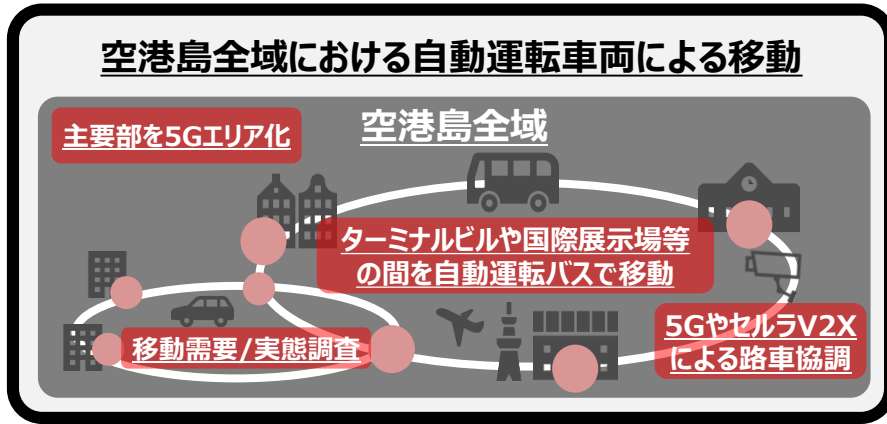 空港島全域における自動運転車両による移動
主要部を5Gエリア化
空港島全域
ターミナルビルや国際展示場等
の間を自動運転バスで移動
移動需要/実態調査
5GやセルラV2X
による路車協調